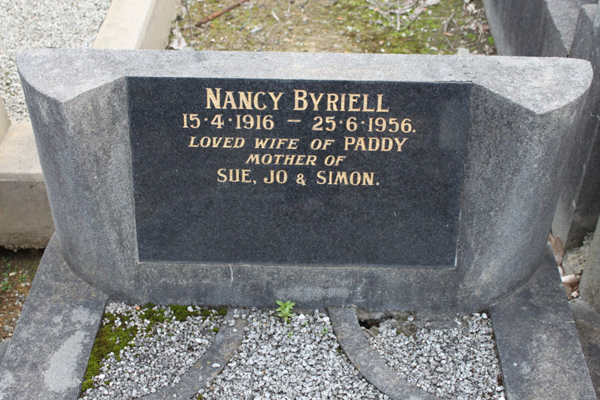 NANCY BYRIELL
15·4·1916 – 25·6·1956.
LOVED WIFE OF PADDY
MOTHER OF
SUE, JO & SIMON.